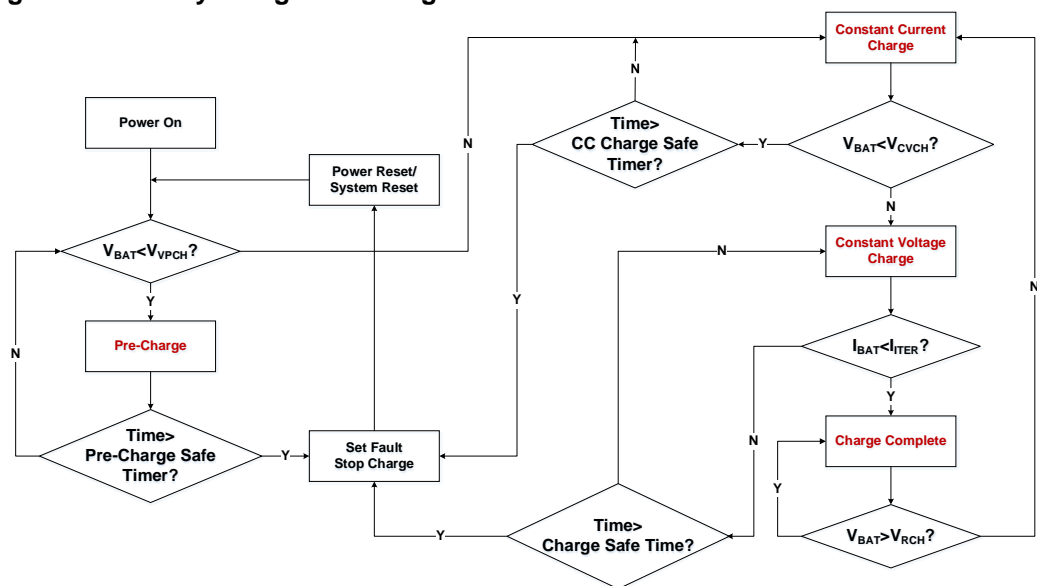 Constant Current
Charge
N
Power On
N
Time>
CC Charge Safe
Timer?
Y
VBAT<VCVCH?
Power Reset/
System Reset
N
VBAT<VVPCH?
Constant Voltage
Charge
N
Y
Y
N
Pre-Charge
N
IBAT<IITER?
Y
Time>
Pre-Charge Safe
Timer?
Y
Set Fault
Stop Charge
N
Charge Complete
Y
Y
Time>
Charge Safe Time?
VBAT>VRCH?